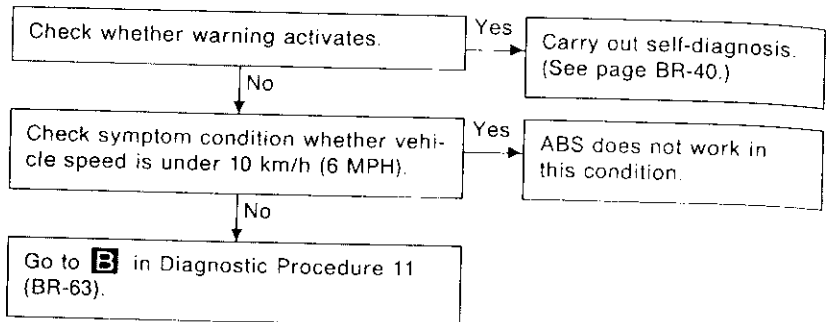 Check whether warning activates.
Yes
Carry out self-diagnosis.
(See page BR-40.)
No
Check symptom condition whether vehi-
cle speed is under 10 km/h (6 MPH).
Yes
ABS does not work in
this condition.
No
Go to B in Diagnostic Procedure 11
(BR-63).